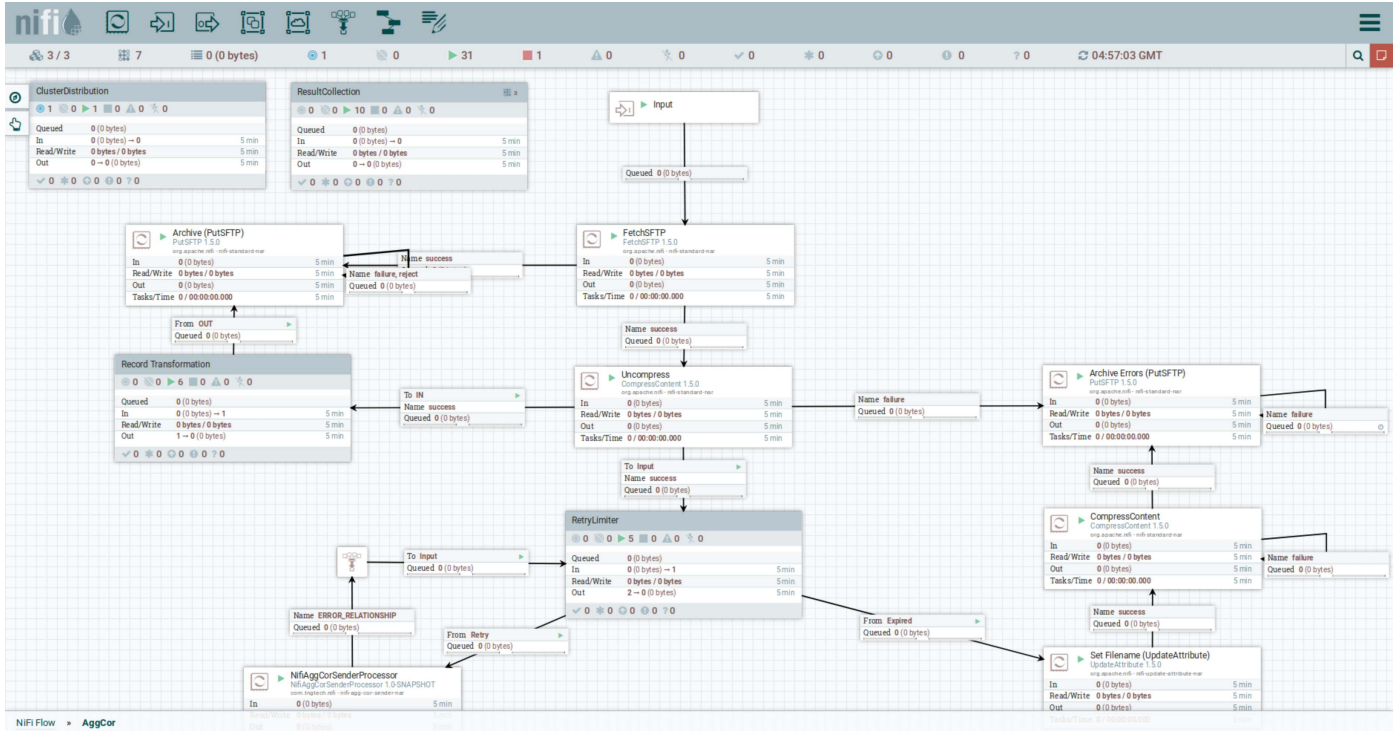 nifi
3 / 3 7 0 (0 bytes) 1 0 31 1 0 0 0 0 0 0 ? 0 04:57:03 GMT
ClusterDistribution
1 0 1 0 0 0
Queued 0 (0 bytes)
In 0 (0 bytes) → 0 5 min
Read/Write 0 bytes / 0 bytes 5 min
Out 0 → 0 (0 bytes) 5 min
0 0 0 0 ? 0
ResultCollection
0 0 10 0 0 0
Queued 0 (0 bytes)
In 0 (0 bytes) → 0 5 min
Read/Write 0 bytes / 0 bytes 5 min
Out 0 → 0 (0 bytes) 5 min
0 0 0 0 ? 0
Input
Queued 0 (0 bytes)
Archive (PutSFTP)
PutSFTP 1.5.0
org.apache.nifi - nifi-standard-nar
In 0 (0 bytes) 5 min
Read/Write 0 bytes / 0 bytes 5 min
Out 0 (0 bytes) 5 min
Tasks/Time 0 / 00:00:00.000 5 min
Name success
Name failure, reject
Queued 0 (0 bytes)
FetchSFTP
FetchSFTP 1.5.0
org.apache.nifi - nifi-standard-nar
In 0 (0 bytes) 5 min
Read/Write 0 bytes / 0 bytes 5 min
Out 0 (0 bytes) 5 min
Tasks/Time 0 / 00:00:00.000 5 min
From OUT
Queued 0 (0 bytes)
Name success
Queued 0 (0 bytes)
Record Transformation
0 0 6 0 0 0
Queued 0 (0 bytes)
In 0 (0 bytes) → 1 5 min
Read/Write 0 bytes / 0 bytes 5 min
Out 1 → 0 (0 bytes) 5 min
0 0 0 0 ? 0
To IN
Name success
Queued 0 (0 bytes)
Uncompress
CompressContent 1.5.0
org.apache.nifi - nifi-standard-nar
In 0 (0 bytes) 5 min
Read/Write 0 bytes / 0 bytes 5 min
Out 0 (0 bytes) 5 min
Tasks/Time 0 / 00:00:00.000 5 min
Name failure
Queued 0 (0 bytes)
Archive Errors (PutSFTP)
PutSFTP 1.5.0
org.apache.nifi - nifi-standard-nar
In 0 (0 bytes) 5 min
Read/Write 0 bytes / 0 bytes 5 min
Out 0 (0 bytes) 5 min
Tasks/Time 0 / 00:00:00.000 5 min
Name failure
Queued 0 (0 bytes)
To Input
Name success
Queued 0 (0 bytes)
Name success
Queued 0 (0 bytes)
RetryLimiter
0 0 5 0 0 0
Queued 0 (0 bytes)
In 0 (0 bytes) → 1 5 min
Read/Write 0 bytes / 0 bytes 5 min
Out 2 → 0 (0 bytes) 5 min
0 0 0 0 ? 0
CompressContent
CompressContent 1.5.0
org.apache.nifi - nifi-standard-nar
In 0 (0 bytes) 5 min
Read/Write 0 bytes / 0 bytes 5 min
Out 0 (0 bytes) 5 min
Tasks/Time 0 / 00:00:00.000 5 min
Name failure
Queued 0 (0 bytes)
To Input
Queued 0 (0 bytes)
Name ERROR_RELATIONSHIP
Queued 0 (0 bytes)
From Retry
Queued 0 (0 bytes)
From Expired
Queued 0 (0 bytes)
Name success
Queued 0 (0 bytes)
NifiAggCorSenderProcessor
NifiAggCorSenderProcessor 1.0-SNAPSHOT
In 0 (0 bytes) 5 min
Read/Write 0 bytes / 0 bytes 5 min
Out
Set Filename (UpdateAttribute)
UpdateAttribute 1.5.0
org.apache.nifi - nifi-update-attribute-nar
In 0 (0 bytes) 5 min
Read/Write 0 bytes / 0 bytes 5 min
Out 0 (0 bytes) 5 min
Tasks/Time 0 / 00:00:00.000 5 min
NiFi Flow » AggCor